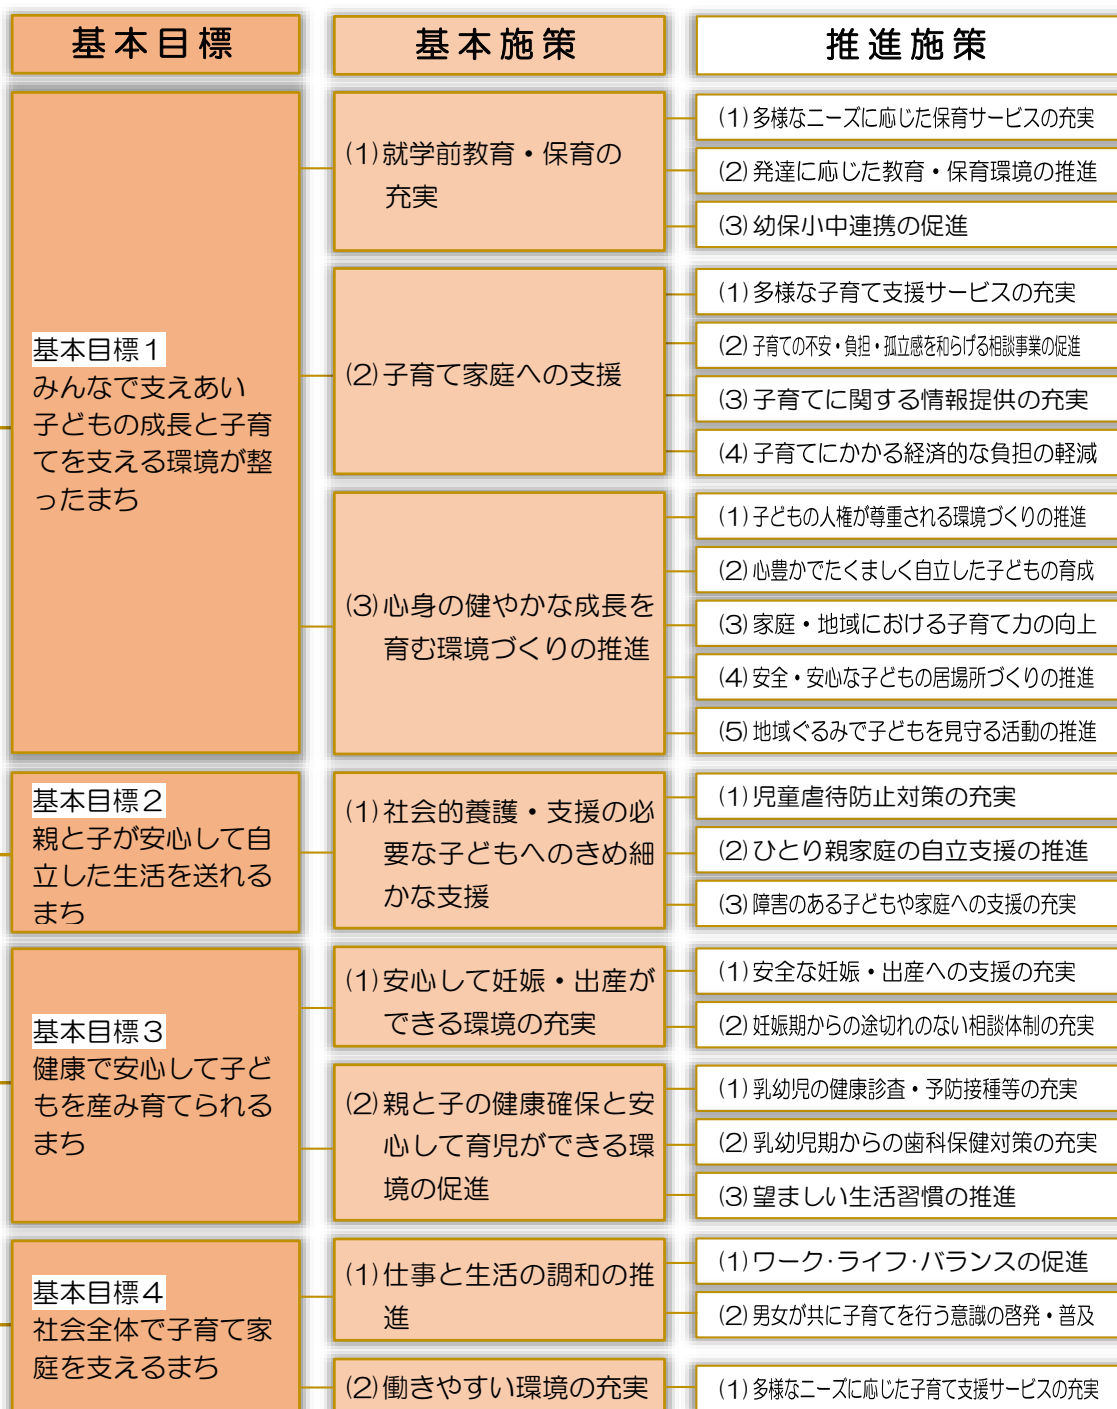 基本目標
基本施策
推進施策
基本目標１
みんなで支えあい
子どもの成長と子育
てを支える環境が整
ったまち
(1)就学前教育・保育の
充実
(1)多様なニーズに応じた保育サービスの充実
(2)発達に応じた教育・保育環境の推進
(3)幼保小中連携の促進
(2)子育て家庭への支援
(1)多様な子育て支援サービスの充実
(2)子育ての不安・負担・孤立感を和らげる相談事業の促進
(3)子育てに関する情報提供の充実
(4)子育てにかかる経済的な負担の軽減
(3)心身の健やかな成長を
育む環境づくりの推進
(1)子どもの人権が尊重される環境づくりの推進
(2)心豊かでたくましく自立した子どもの育成
(3)家庭・地域における子育て力の向上
(4)安全・安心な子どもの居場所づくりの推進
(5)地域ぐるみで子どもを見守る活動の推進
基本目標２
親と子が安心して自
立した生活を送れる
まち
(1)社会的養護・支援の必
要な子どもへのきめ細
かな支援
(1)児童虐待防止対策の充実
(2)ひとり親家庭の自立支援の推進
(3)障害のある子どもや家庭への支援の充実
基本目標３
健康で安心して子ど
もを産み育てられる
まち
(1)安心して妊娠・出産が
できる環境の充実
(1)安全な妊娠・出産への支援の充実
(2)妊娠期からの途切れのない相談体制の充実
(2)親と子の健康確保と安
心して育児ができる環
境の促進
(1)乳幼児の健康診査・予防接種等の充実
(2)乳幼児期からの歯科保健対策の充実
(3)望ましい生活習慣の推進
基本目標４
社会全体で子育て家
庭を支えるまち
(1)仕事と生活の調和の推
進
(1)ワーク・ライフ・バランスの促進
(2)男女が共に子育てを行う意識の啓発・普及
(2)働きやすい環境の充実
(1)多様なニーズに応じた子育て支援サービスの充実